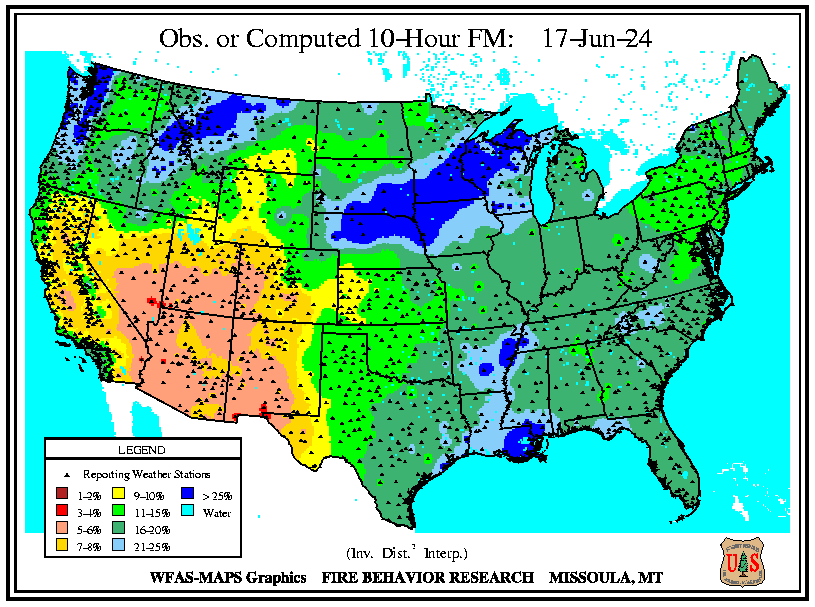 Obs. or Computed 10-Hour FM: 17-Jun-24
LEGEND
Reporting Weather Stations
1-2% 9-10% > 25%
3-4% 11-15% Water
5-6% 16-20%
7-8% 21-25%
(Inv. Dist.² Interp.)
WFAS-MAPS Graphics FIRE BEHAVIOR RESEARCH MISSOULA, MT
U S